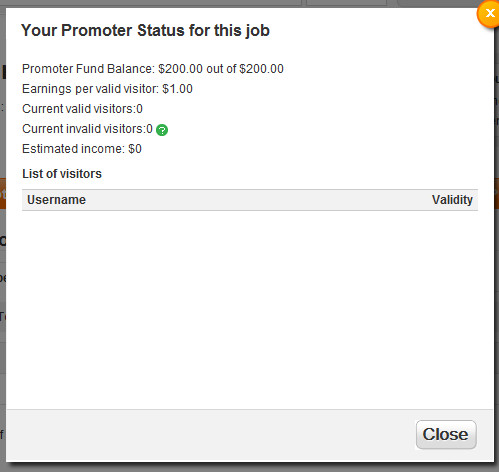 Your Promoter Status for this job
Promoter Fund Balance: $200.00 out of $200.00
Earnings per valid visitor: $1.00
Current valid visitors:0
Current invalid visitors:0 ?
Estimated income: $0
List of visitors
Username Validity
Close